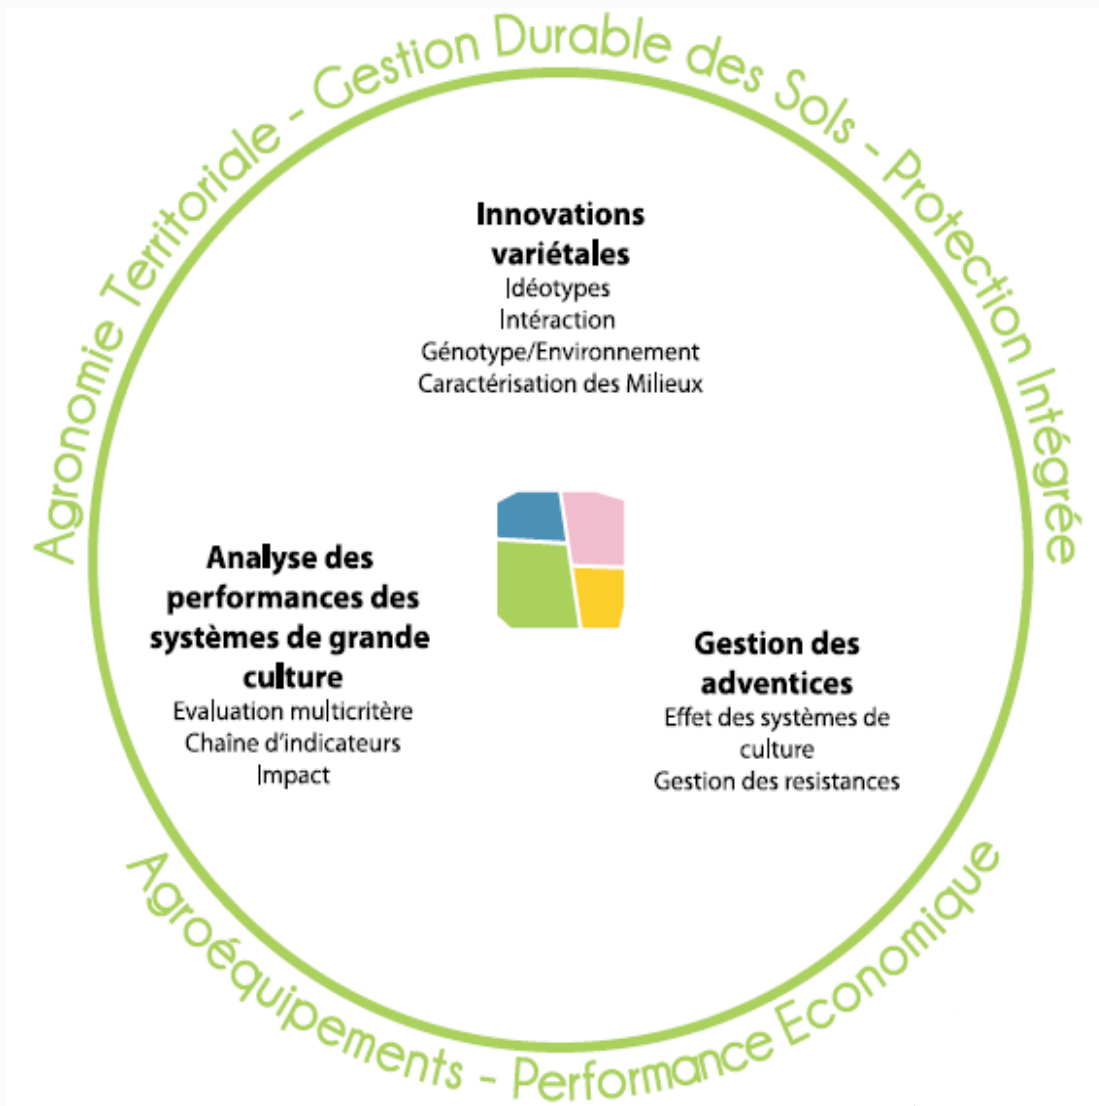 Agronomie Territoriale - Gestion Durable des Sols - Protection Intégrée
Innovations
variétales
Idéotypes
Intéraction
Génotype/Environnement
Caractérisation des Milieux
Analyse des
performances des
systèmes de grande
culture
Evaluation multicritère
Chaîne d'indicateurs
Impact
Gestion des
adventices
Effet des systèmes de
culture
Gestion des resistances
Agroéquipements - Performance Economique